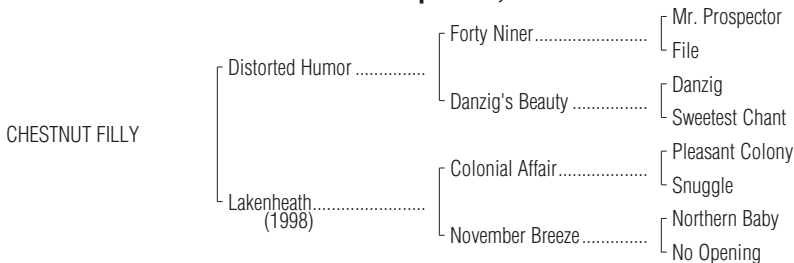 Mr. Prospector
Forty Niner
File
Distorted Humor
Danzig
Danzig's Beauty
Sweetest Chant
CHESTNUT FILLY
Pleasant Colony
Colonial Affair
Snuggle
Lakenheath
(1998)
Northern Baby
November Breeze
No Opening